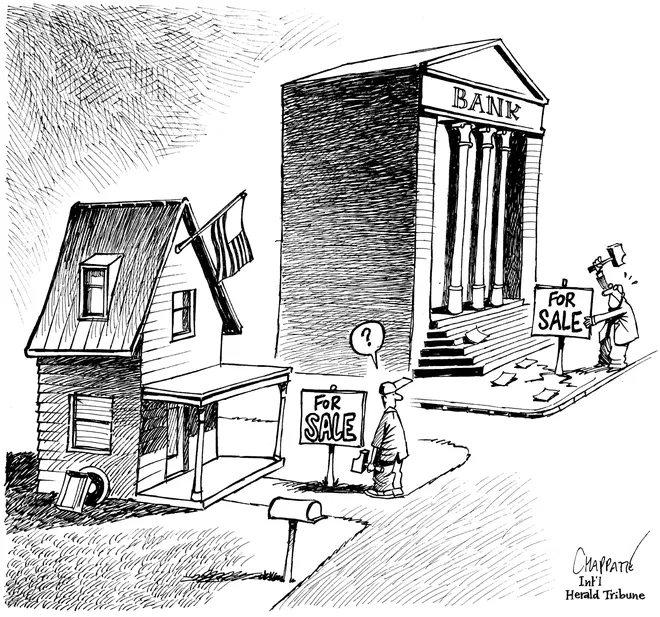 BANK
FOR
SALE
?
FOR
SALE
CHAPPATTE
Int'l
Herald Tribune